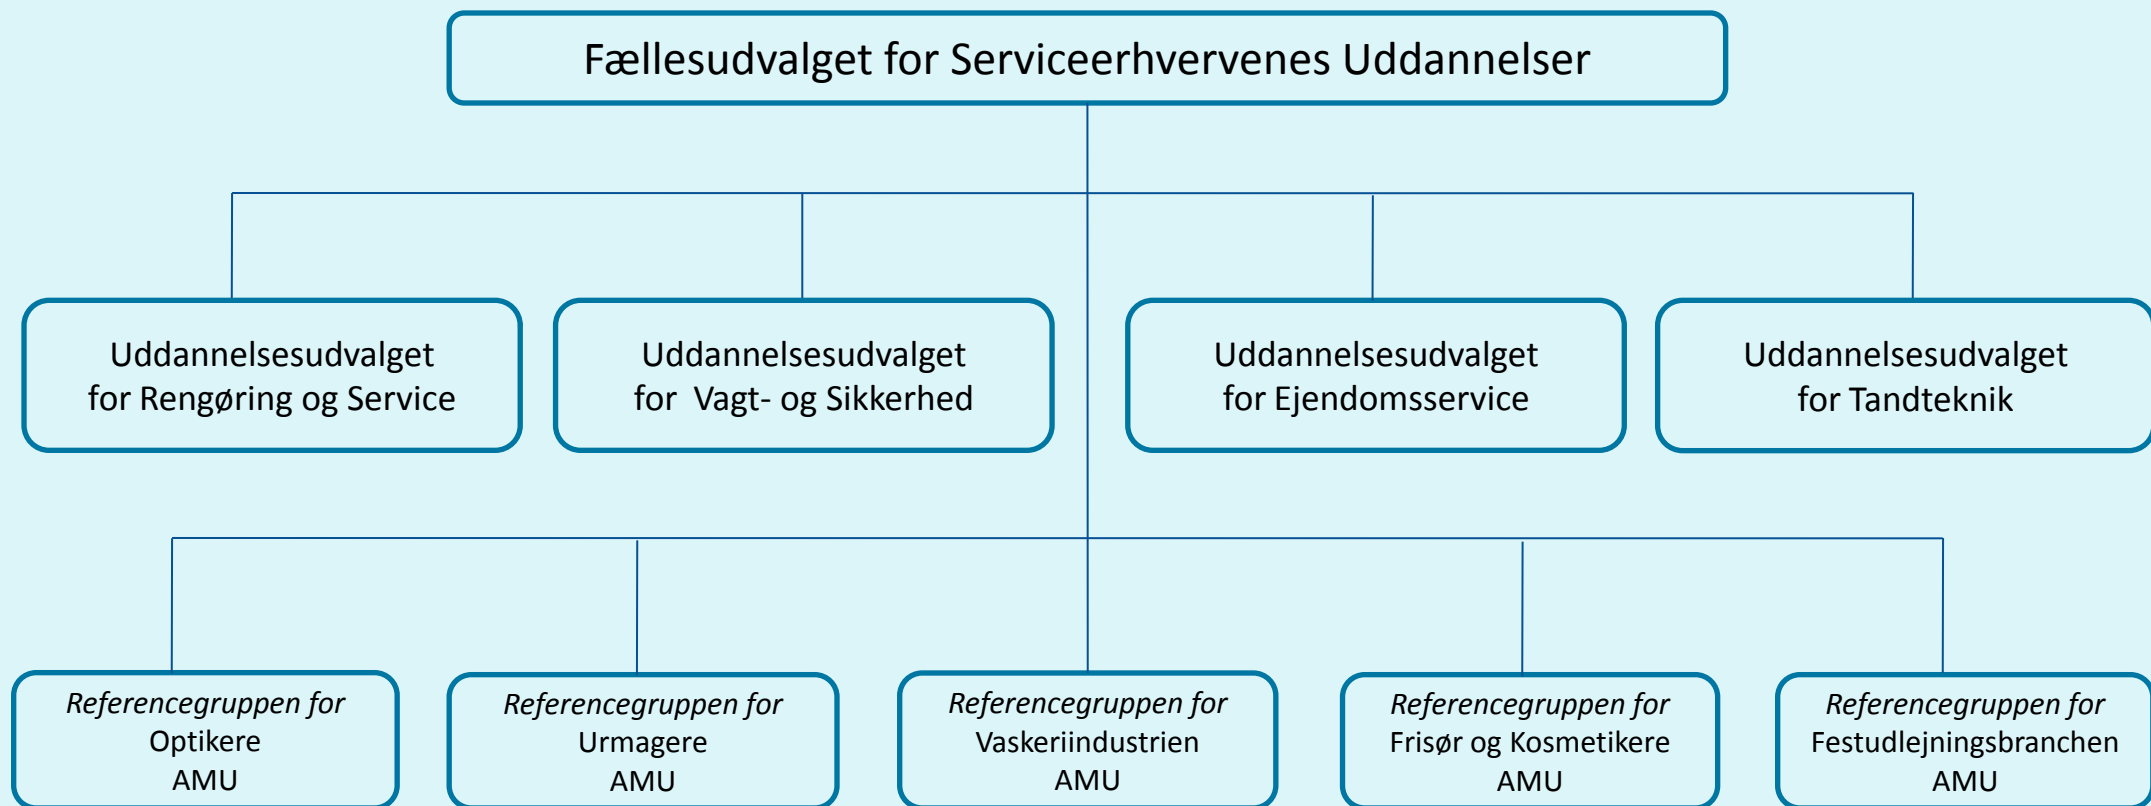 Fællesudvalget for Serviceerhvervenes Uddannelser
Uddannelsesudvalget
for Rengøring og Service
Uddannelsesudvalget
for  Vagt- og Sikkerhed
Uddannelsesudvalget
for Ejendomsservice
Uddannelsesudvalget
for Tandteknik
Referencegruppen for
Optikere
AMU
Referencegruppen for
Urmagere
AMU
Referencegruppen for
Vaskeriindustrien
AMU
Referencegruppen for
Frisør og Kosmetikere
AMU
Referencegruppen for
Festudlejningsbranchen
AMU